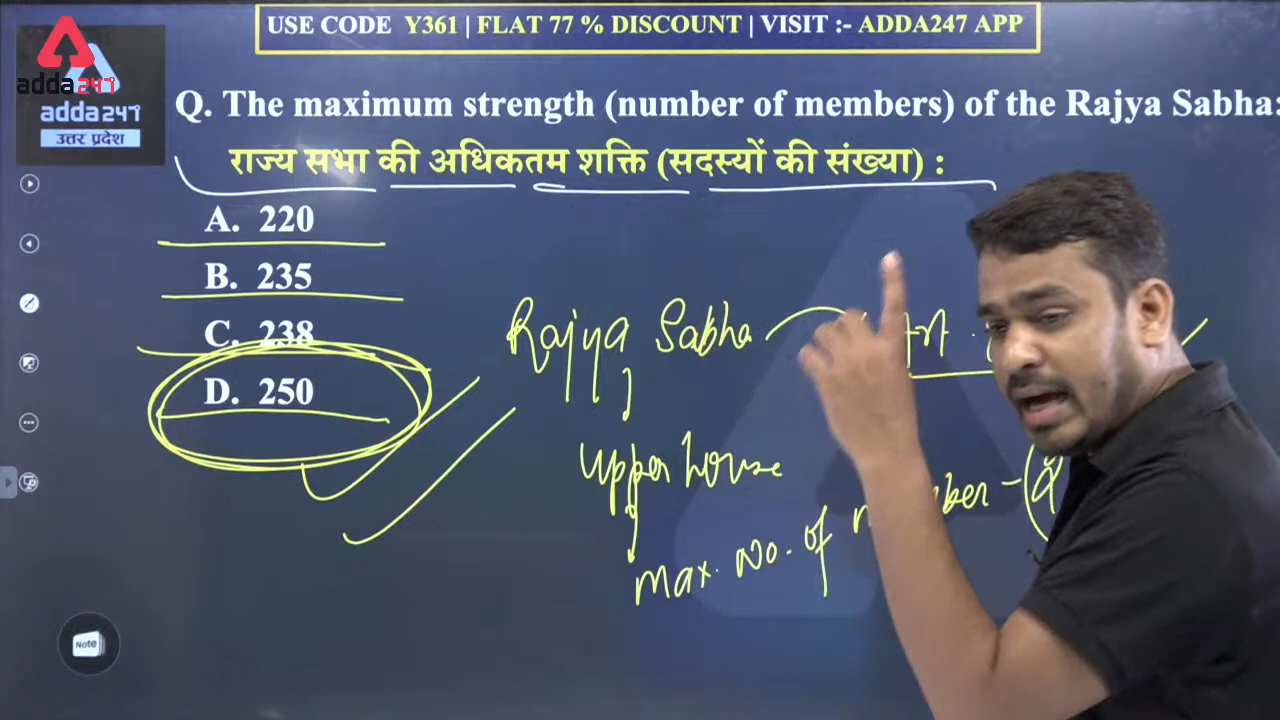 USE CODE Y361 | FLAT 77 % DISCOUNT | VISIT :- ADDA247 APP
adda247
adda247
उत्तर प्रदेश
Q. The maximum strength (number of members) of the Rajya Sabha:
राज्य सभा की अधिकतम शक्ति (सदस्यों की संख्या) :
A. 220
B. 235
C. 238
D. 250
Rajya Sabha
upper house
Max. No. of
Note